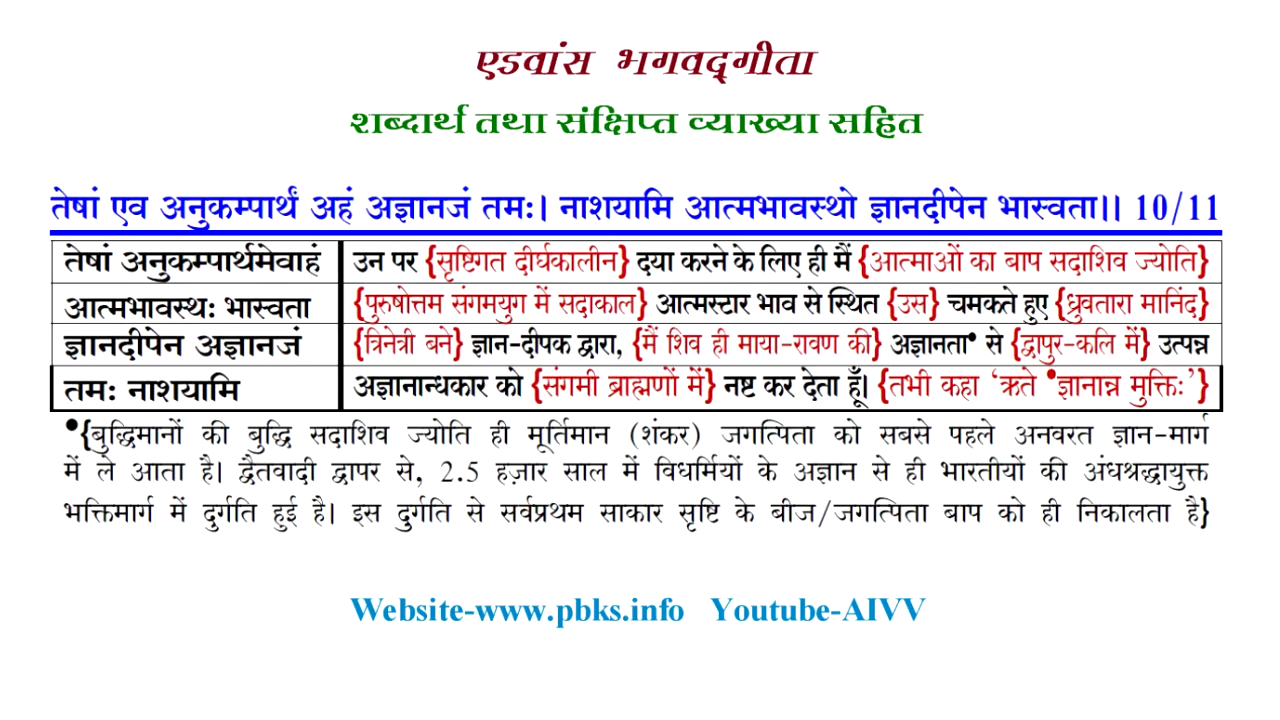 एडवांस भगवद्गीता
शब्दार्थ तथा संक्षिप्त व्याख्या सहित
तेषां एव अनुकम्पार्थं अहं अज्ञानजं तमः। नाशयामि आत्मभावस्थो ज्ञानदीपेन भास्वता।। 10/11
तेषां अनुकम्पार्थमेवाहं उन पर {सृष्टिगत दीर्घकालीन} दया करने के लिए ही मैं {आत्माओं का बाप सदाशिव ज्योति}
आत्मभावस्थः भास्वता {पुरुषोत्तम संगमयुग में सदाकाल} आत्मस्टार भाव से स्थित {उस} चमकते हुए {ध्रुवतारा मानिंद}
ज्ञानदीपेन अज्ञानजं {त्रिनेत्री बने} ज्ञान-दीपक द्वारा, {मैं शिव ही माया-रावण की} अज्ञानता• से {द्वापुर-कलि में} उत्पन्न
तमः नाशयामि अज्ञानान्धकार को {संगमी ब्राह्मणों में} नष्ट कर देता हूँ। {तभी कहा ‘ऋते •ज्ञानान्न मुक्तिः’}
•{बुद्धिमानों की बुद्धि सदाशिव ज्योति ही मूर्तिमान (शंकर) जगत्पिता को सबसे पहले अनवरत ज्ञान-मार्ग
में ले आता है। द्वैतवादी द्वापर से, 2.5 हज़ार साल में विधर्मियों के अज्ञान से ही भारतीयों की अंधश्रद्धायुक्त
भक्तिमार्ग में दुर्गति हुई है। इस दुर्गति से सर्वप्रथम साकार सृष्टि के बीज/जगत्पिता बाप को ही निकालता है}
Website-www.pbks.info Youtube-AIVV